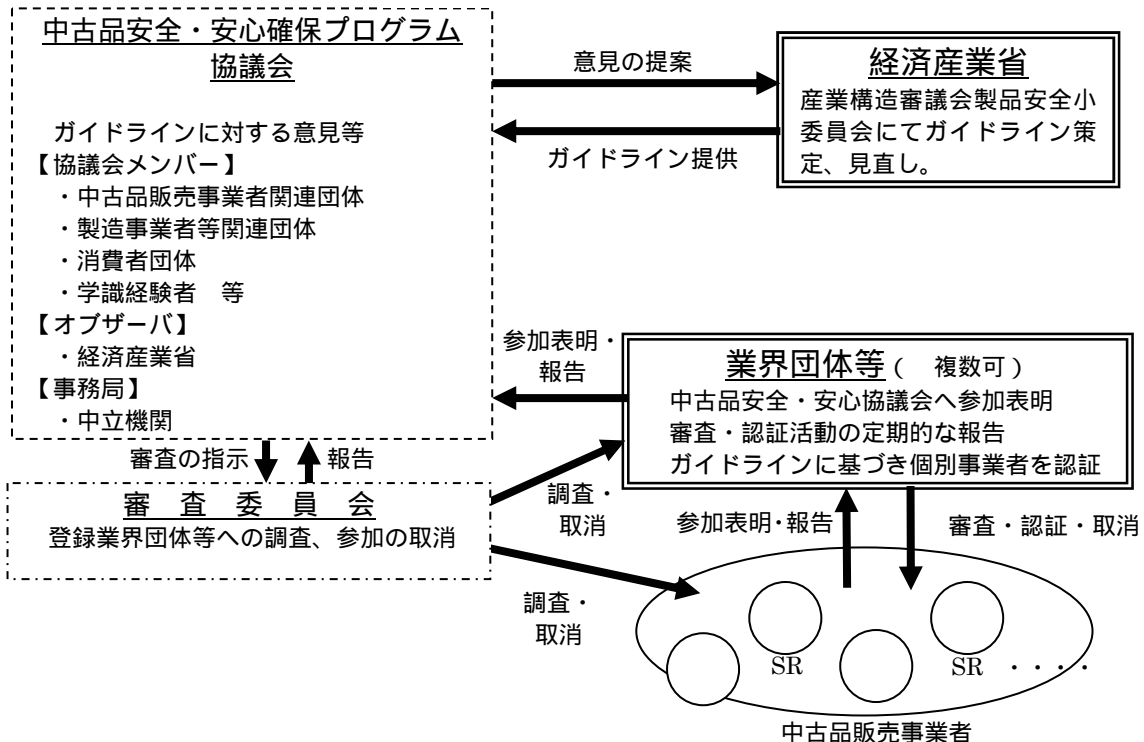 中古品安全・安心確保プログラム
協議会
ガイドラインに対する意見等
【協議会メンバー】
・中古品販売事業者関連団体
・製造事業者等関連団体
・消費者団体
・学識経験者　等
【オブザーバ】
・経済産業省
【事務局】
・中立機関
意見の提案
ガイドライン提供
経済産業省
産業構造審議会製品安全小
委員会にてガイドライン策
定、見直し。
参加表明・
報告
業界団体等（　複数可）
中古品安全・安心協議会へ参加表明
審査・認証活動の定期的な報告
ガイドラインに基づき個別事業者を認証
審査の指示
報告
審　査　委　員　会
登録業界団体等への調査、参加の取消
調査・
取消
参加表明・報告
審査・認証・取消
調査・
取消
SR
SR
・・・・
中古品販売事業者